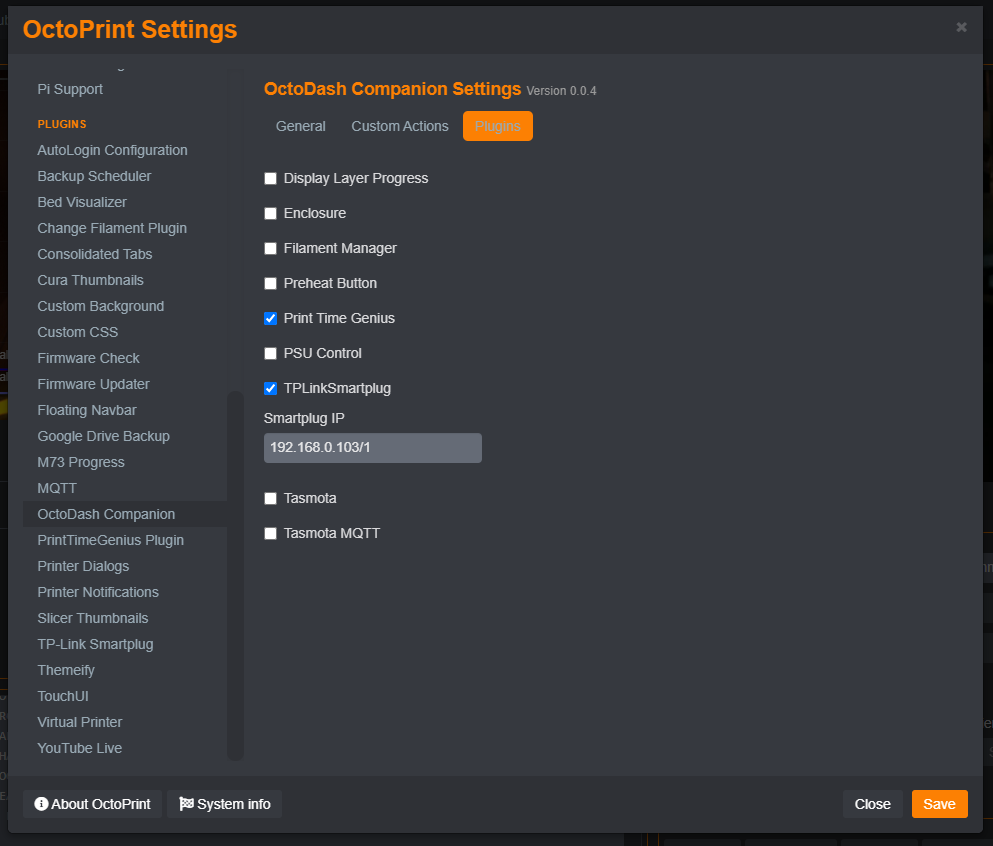 OctoPrint Settings
Pi Support
PLUGINS
AutoLogin Configuration
Backup Scheduler
Bed Visualizer
Change Filament Plugin
Consolidated Tabs
Cura Thumbnails
Custom Background
Custom CSS
Firmware Check
Firmware Updater
Floating Navbar
Google Drive Backup
M73 Progress
MQTT
OctoDash Companion
PrintTimeGenius Plugin
Printer Dialogs
Printer Notifications
Slicer Thumbnails
TP-Link Smartplug
Themeify
TouchUI
Virtual Printer
YouTube Live
OctoDash Companion Settings Version 0.0.4
General Custom Actions Plugins
Display Layer Progress
Enclosure
Filament Manager
Preheat Button
Print Time Genius
PSU Control
TPLinkSmartplug
Smartplug IP
192.168.0.103/1
Tasmota
Tasmota MQTT
About OctoPrint System info Close Save